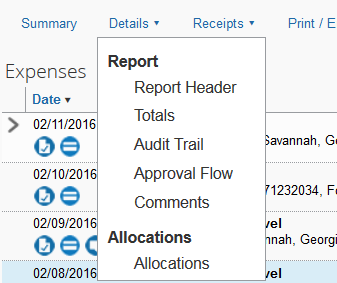 Summary Details ▾ Receipts ▾ Print / E
Report
Report Header
Totals
Audit Trail
Approval Flow
Comments
Allocations
Allocations
Expenses
Date ▾
02/11/2016
Savannah, Ge
02/10/2016
71232034, Fo
02/09/2016 vel
nnah, Georgi
02/08/2016 vel